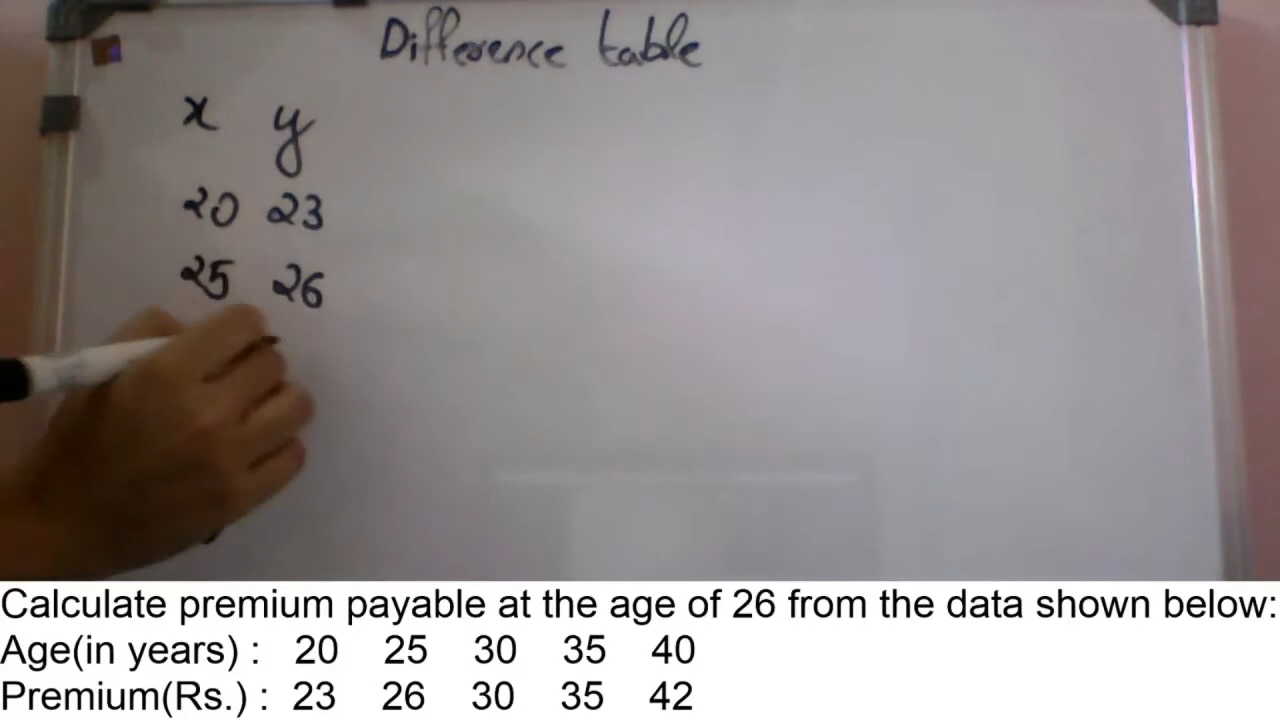 Difference table
x y
20 23
25 26
Calculate premium payable at the age of 26 from the data shown below:
Age(in years) : 20 25 30 35 40
Premium(Rs.) : 23 26 30 35 42